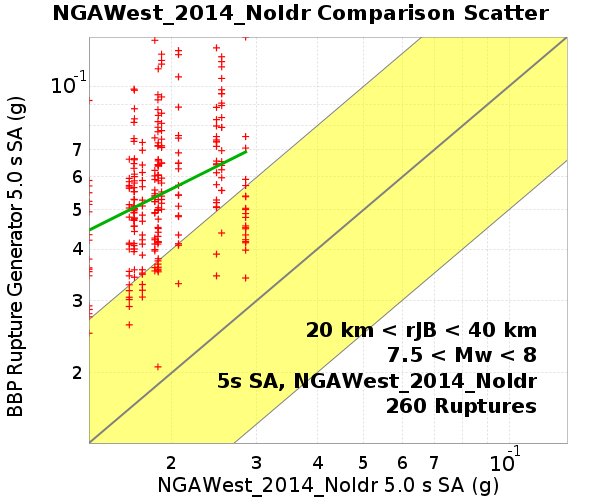 NGAWest_2014_NoIdr Comparison Scatter
BBP Rupture Generator 5.0 s SA (g)
10⁻¹
7
6
5
4
3
2
20 km < rJB < 40 km
7.5 < Mw < 8
5s SA, NGAWest_2014_NoIdr
260 Ruptures
2 3 4 5 6 7 10⁻¹
NGAWest_2014_NoIdr 5.0 s SA (g)